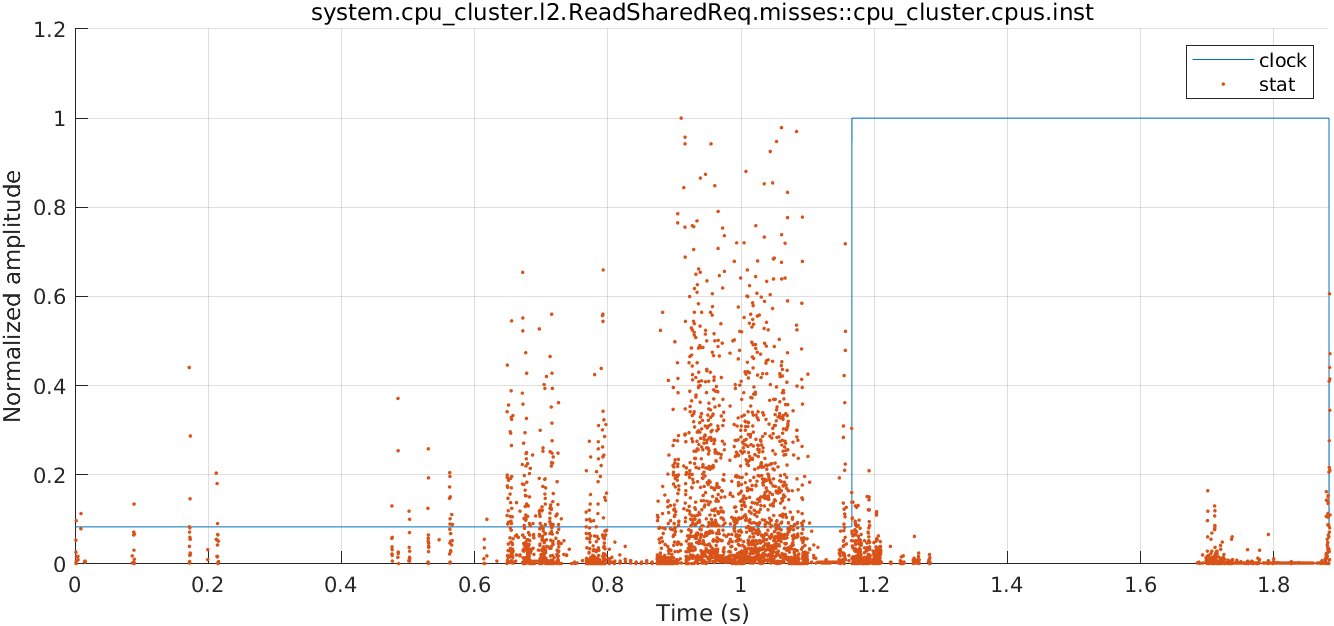 system.cpu_cluster.l2.ReadSharedReq.misses::cpu_cluster.cpus.inst
1.2
clock
stat
1
0.8
0.6
0.4
0.2
0
Normalized amplitude
0 0.2 0.4 0.6 0.8 1 1.2 1.4 1.6 1.8
Time (s)